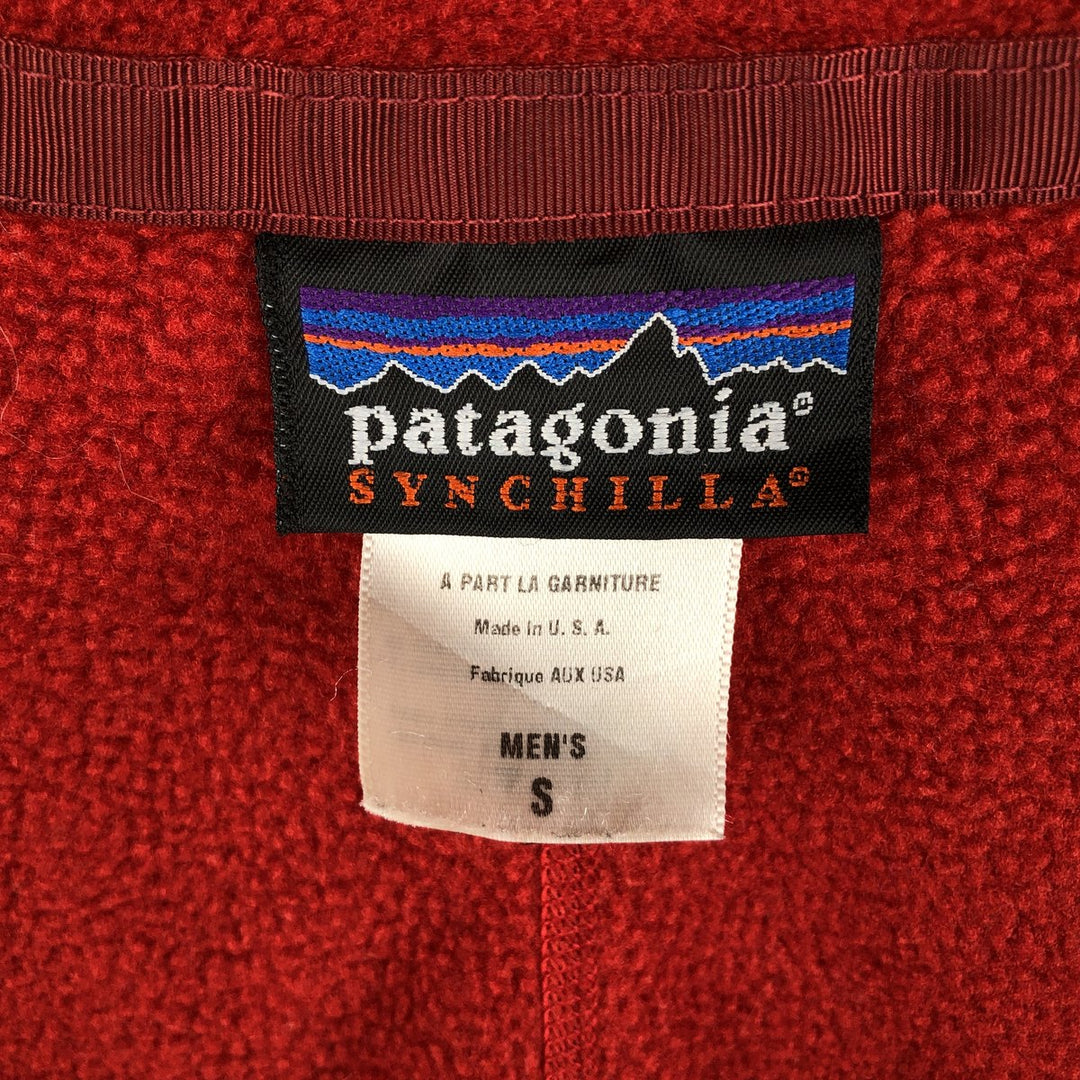 patagonia®
SYNCHILLA®
A PART LA GARNITURE
Made in U. S. A.
Fabrique AUX USA
MEN'S
S